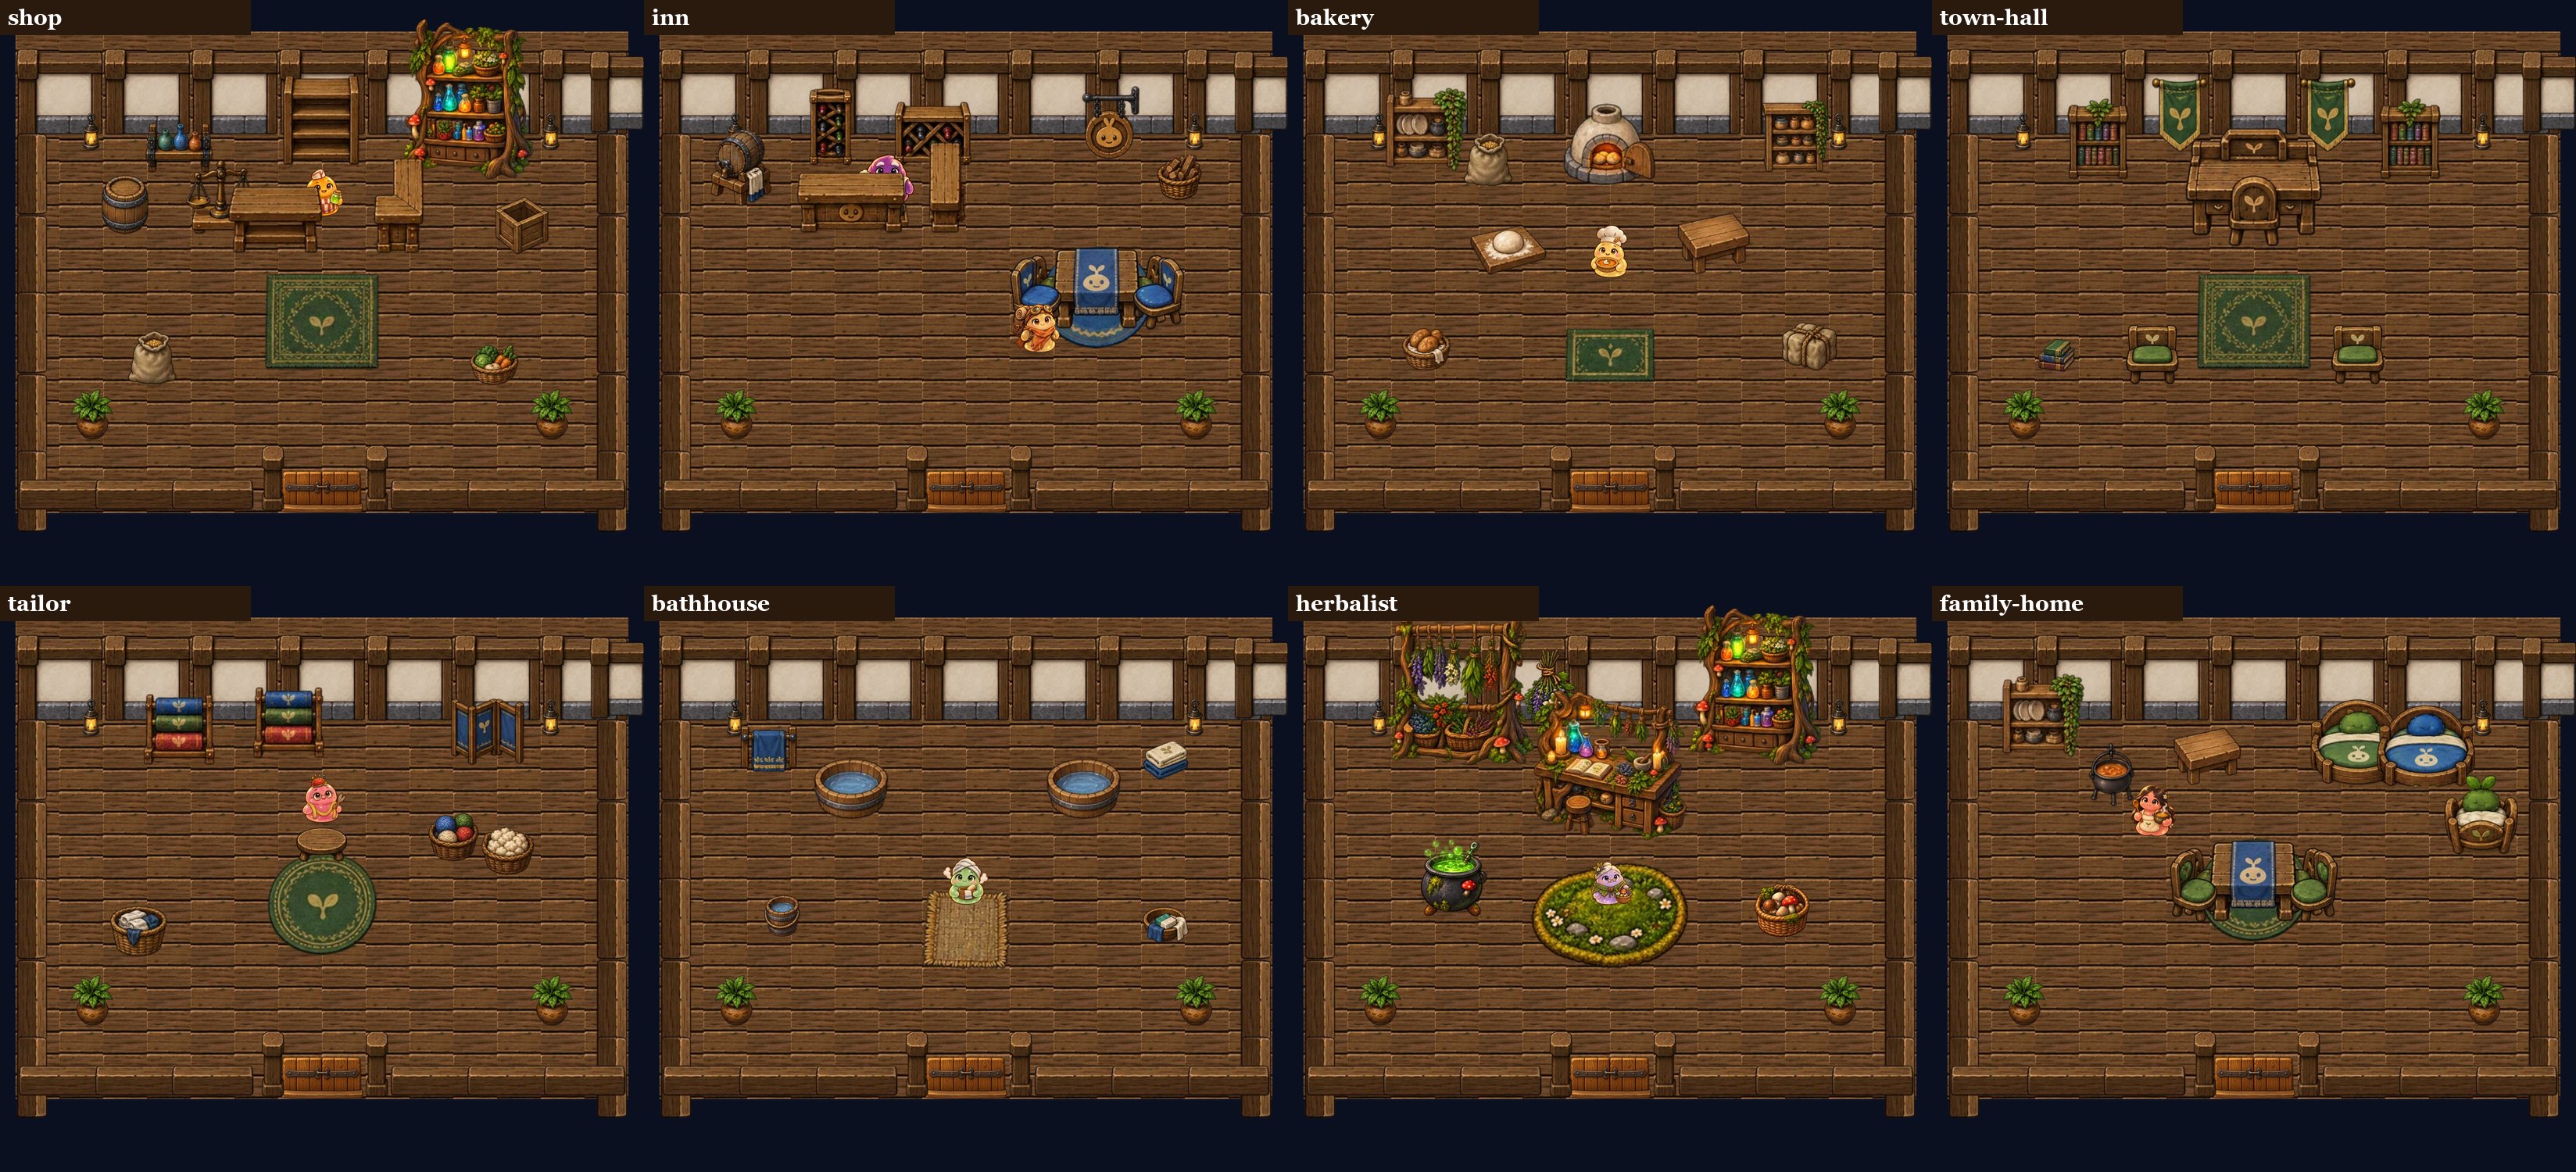 shop
inn
bakery
town-hall
tailor
bathhouse
herbalist
family-home